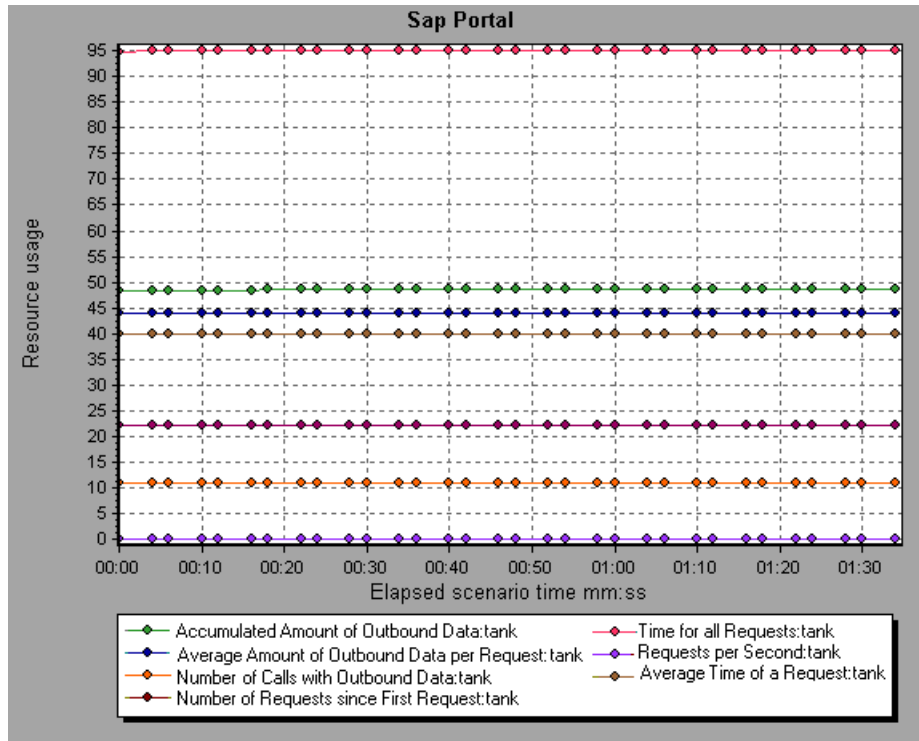 Sap Portal
95
90
85
80
75
70
65
60
55
50
45
40
35
30
25
20
15
10
5
0
Resource usage
00:00 00:10 00:20 00:30 00:40 00:50 01:00 01:10 01:20 01:30
Elapsed scenario time mm:ss
Accumulated Amount of Outbound Data:tank
Average Amount of Outbound Data per Request:tank
Number of Calls with Outbound Data:tank
Number of Requests since First Request:tank
Time for all Requests:tank
Requests per Second:tank
Average Time of a Request:tank